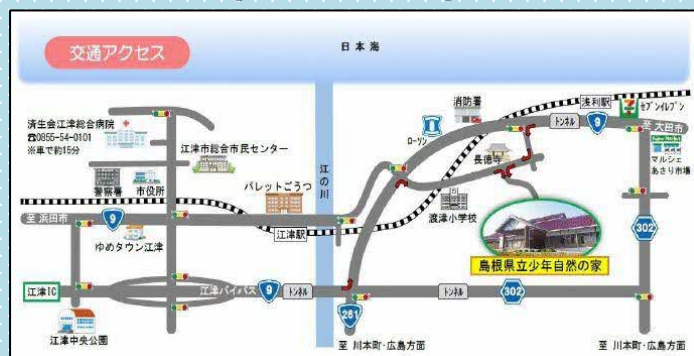 交通アクセス
日本海
済生会江津総合病院
☎0855-54-0101
※車で約15分
江津市総合市民センター
警察署
市役所
パレットごうつ
江の川
至 浜田市
9
ゆめタウン江津
江津駅
江津IC
江津バイパス
9
トンネル
江津中央公園
261
至 川本町・広島方面
ローソン
消防署
長徳寺
渡津小学校
トンネル
9
浅利駅
セブンイレブン
至 大田市
マルシェ
あさり市場
302
島根県立少年自然の家
トンネル
302
至 川本町・広島方面